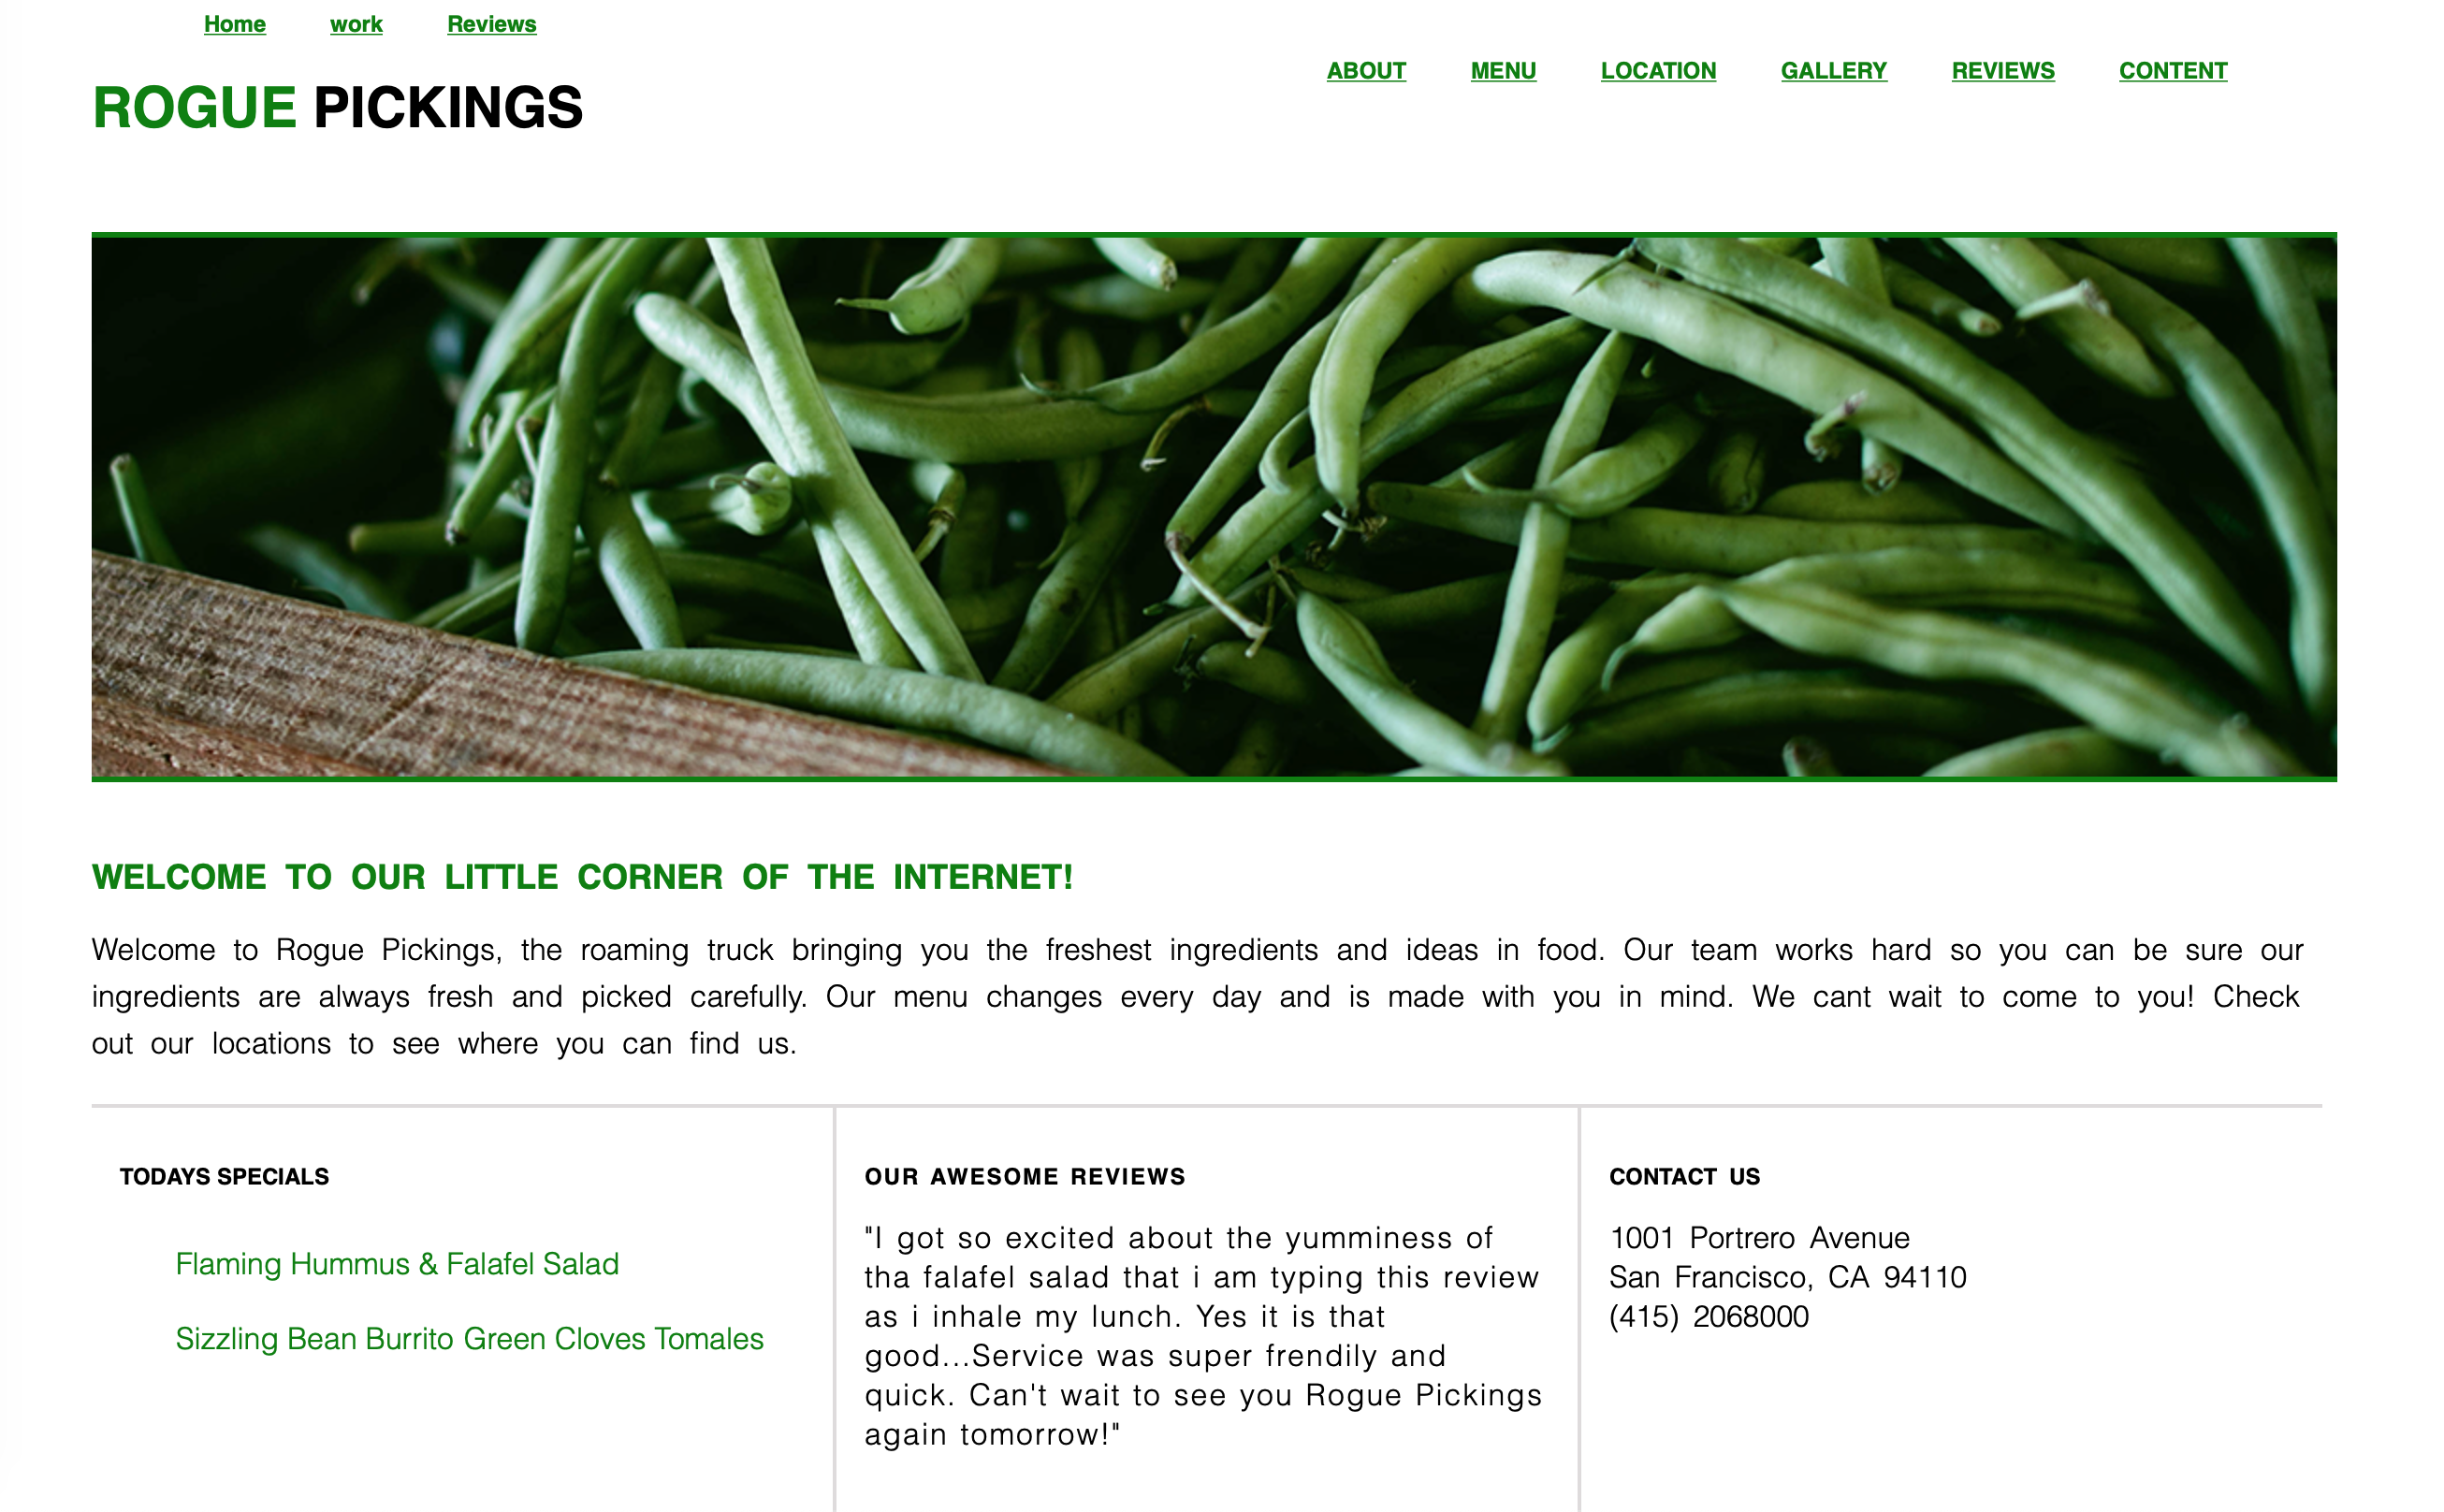 Home work Reviews
ABOUT MENU LOCATION GALLERY REVIEWS CONTENT
ROGUE PICKINGS
WELCOME TO OUR LITTLE CORNER OF THE INTERNET!
Welcome to Rogue Pickings, the roaming truck bringing you the freshest ingredients and ideas in food. Our team works hard so you can be sure our
ingredients are always fresh and picked carefully. Our menu changes every day and is made with you in mind. We cant wait to come to you! Check
out our locations to see where you can find us.
TODAYS SPECIALS
Flaming Hummus & Falafel Salad
Sizzling Bean Burrito Green Cloves Tomales
OUR AWESOME REVIEWS
"I got so excited about the yumminess of
tha falafel salad that i am typing this review
as i inhale my lunch. Yes it is that
good...Service was super frendily and
quick. Can't wait to see you Rogue Pickings
again tomorrow!"
CONTACT US
1001 Portrero Avenue
San Francisco, CA 94110
(415) 2068000